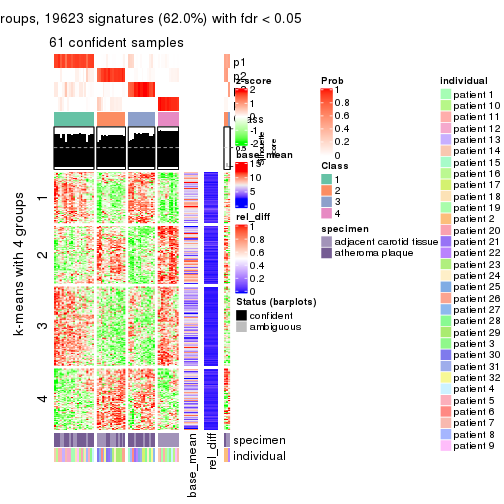 roups, 19623 signatures (62.0%) with fdr < 0.05
61 confident samples
p1
p2
z-score
2
1
0
-1
-2
base_mean
15
10
5
0
rel_diff
1
0.8
0.6
0.4
0.2
0
Status (barplots)
confident
ambiguous
Prob
1
0.8
0.6
0.4
0.2
0
Class
1
2
3
4
specimen
adjacent carotid tissue
atheroma plaque
individual
patient 1
patient 10
patient 11
patient 12
patient 13
patient 14
patient 15
patient 16
patient 17
patient 18
patient 19
patient 2
patient 20
patient 21
patient 22
patient 23
patient 24
patient 25
patient 26
patient 27
patient 28
patient 29
patient 3
patient 30
patient 31
patient 32
patient 4
patient 5
patient 6
patient 7
patient 8
patient 9
k-means with 4 groups
1
2
3
4
specimen
individual
base_mean
rel_diff